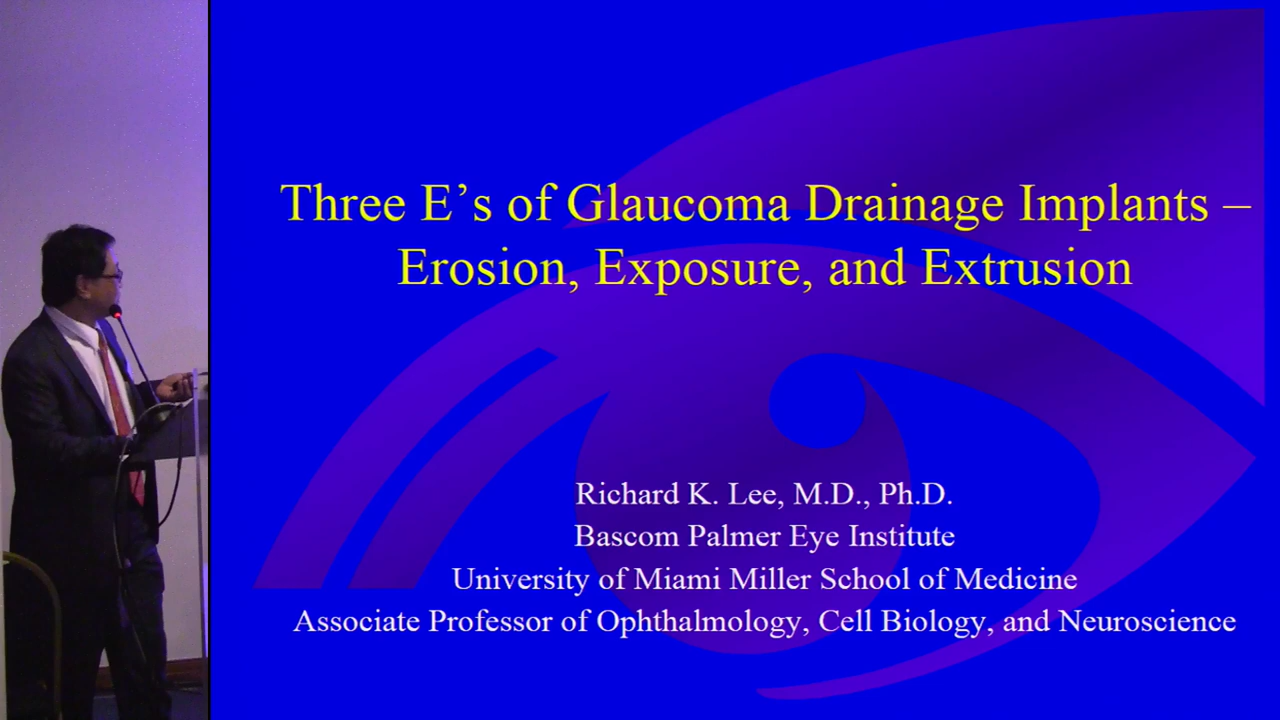 Three E’s of Glaucoma Drainage Implants –
Erosion, Exposure, and Extrusion
Richard K. Lee, M.D., Ph.D.
Bascom Palmer Eye Institute
University of Miami Miller School of Medicine
Associate Professor of Ophthalmology, Cell Biology, and Neuroscience